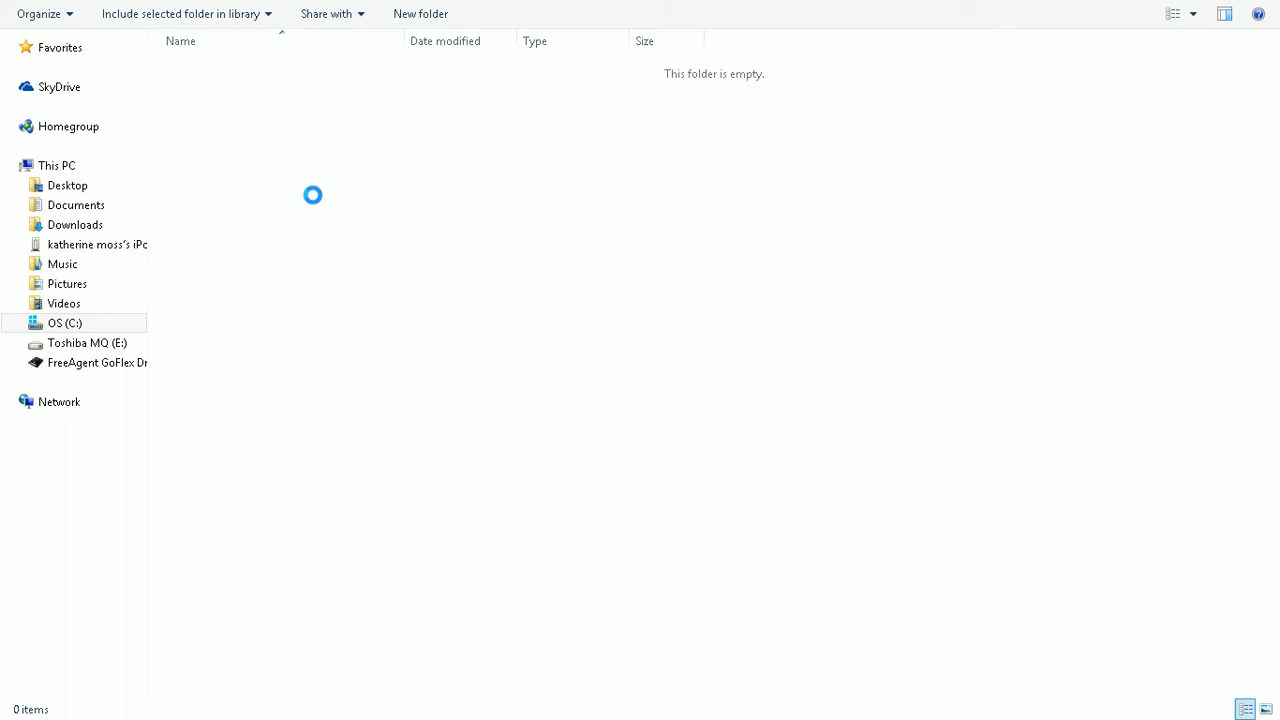 Organize Include selected folder in library Share with New folder
Name Date modified Type Size
This folder is empty.
Favorites
SkyDrive
Homegroup
This PC
Desktop
Documents
Downloads
katherine moss's iPo
Music
Pictures
Videos
OS (C:)
Toshiba MQ (E:)
FreeAgent GoFlex Dr
Network
0 items